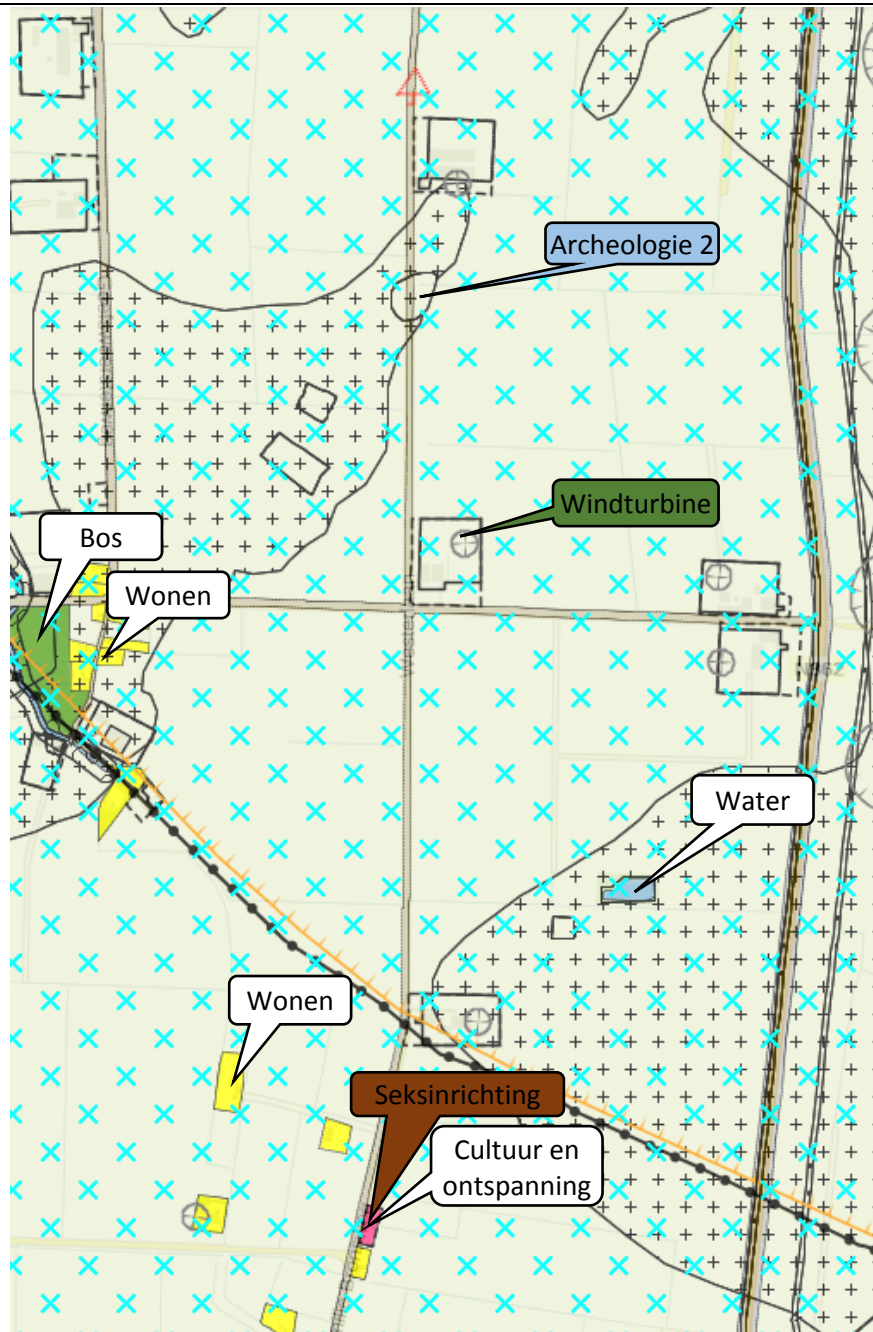 Archeologie 2
Windturbine
Bos
Wonen
Water
Wonen
Seksinrichting
Cultuur en
ontspanning